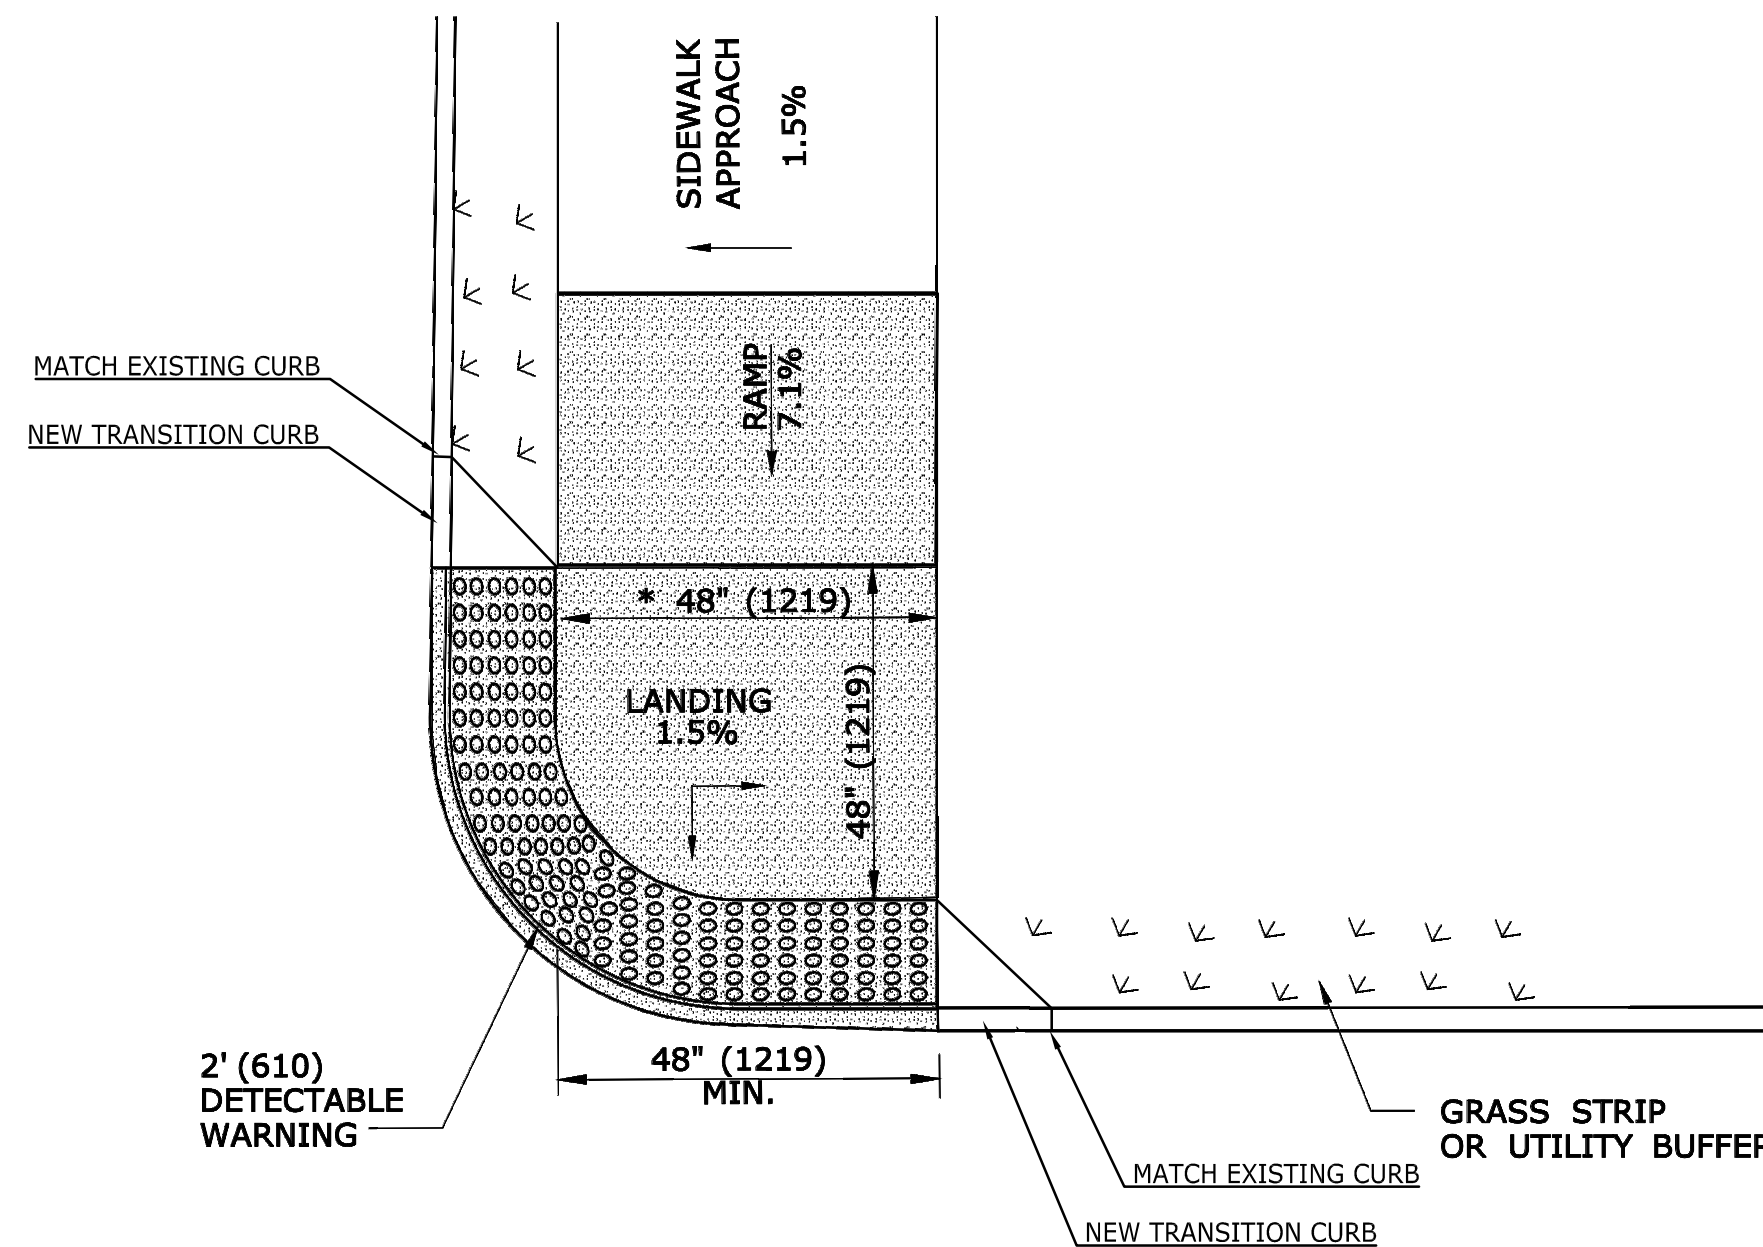 SIDEWALK
APPROACH
1.5%
MATCH EXISTING CURB
NEW TRANSITION CURB
RAMP
7.1%
* 48" (1219)
LANDING
1.5%
48" (1219)
48" (1219)
MIN.
2' (610)
DETECTABLE
WARNING
GRASS STRIP
OR UTILITY BUFFER
MATCH EXISTING CURB
NEW TRANSITION CURB